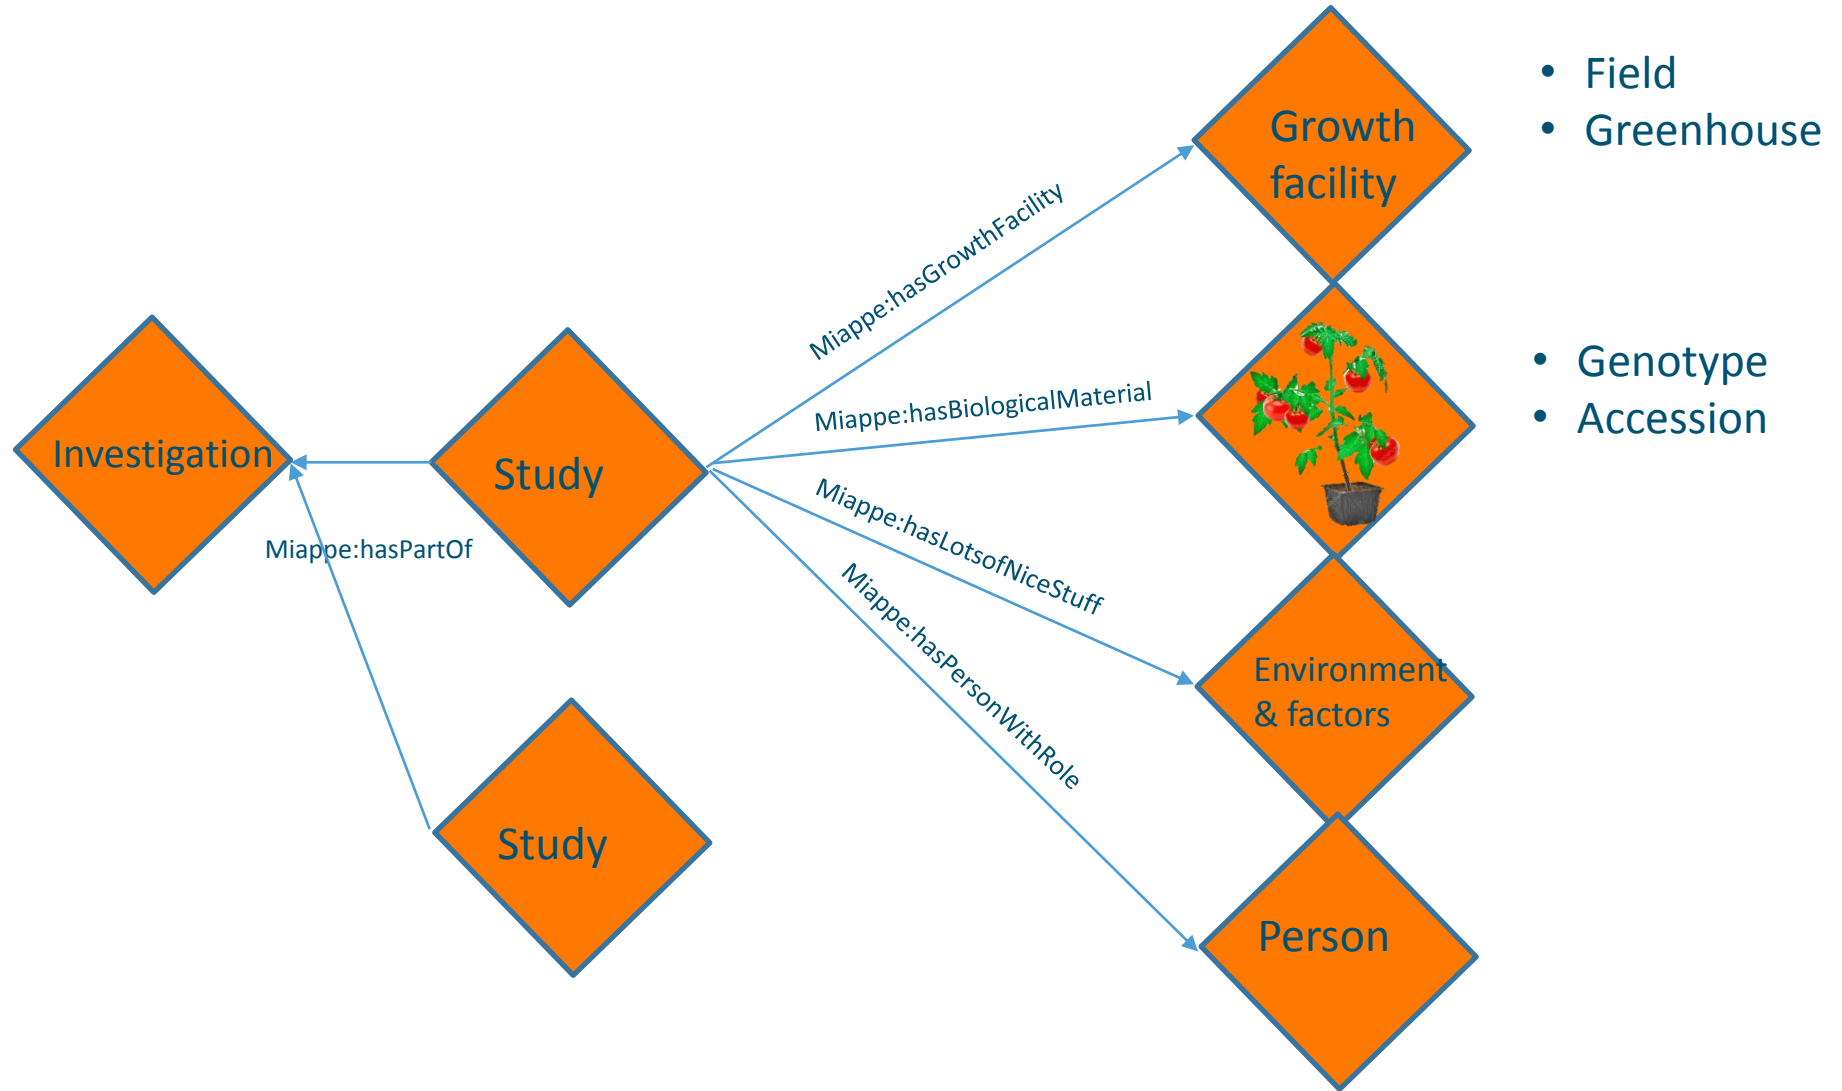 Growth
facility
• Field
• Greenhouse
Miappe:hasGrowthFacility
• Genotype
• Accession
Miappe:hasBiologicalMaterial
Investigation
Study
Miappe:hasPartOf
Miappe:hasLotsofNiceStuff
Miappe:hasPersonWithRole
Environment
& factors
Study
Person